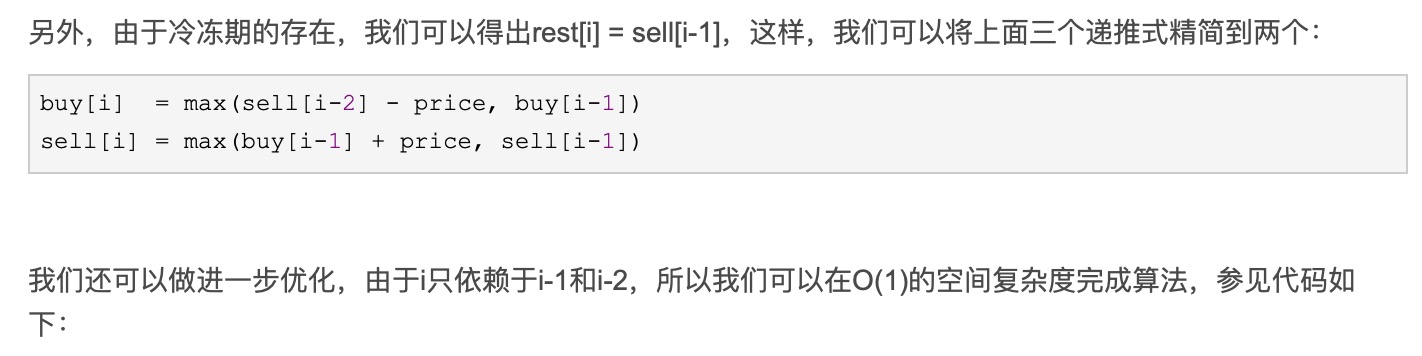 另外，由于冷冻期的存在，我们可以得出rest[i] = sell[i-1]，这样，我们可以将上面三个递推式精简到两个：
buy[i]  = max(sell[i-2] - price, buy[i-1])
sell[i] = max(buy[i-1] + price, sell[i-1])
我们还可以做进一步优化，由于i只依赖于i-1和i-2，所以我们可以在O(1)的空间复杂度完成算法，参见代码如
下：